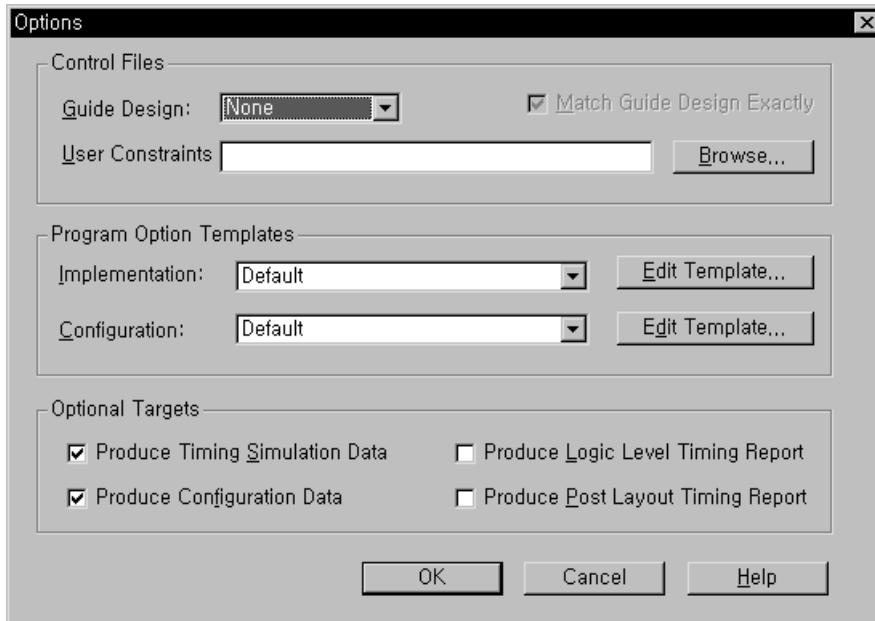 Options
Control Files
Guide Design: None Match Guide Design Exactly
User Constraints Browse...
Program Option Templates
Implementation: Default Edit Template...
Configuration: Default Edit Template...
Optional Targets
Produce Timing Simulation Data Produce Logic Level Timing Report
Produce Configuration Data Produce Post Layout Timing Report
OK Cancel Help